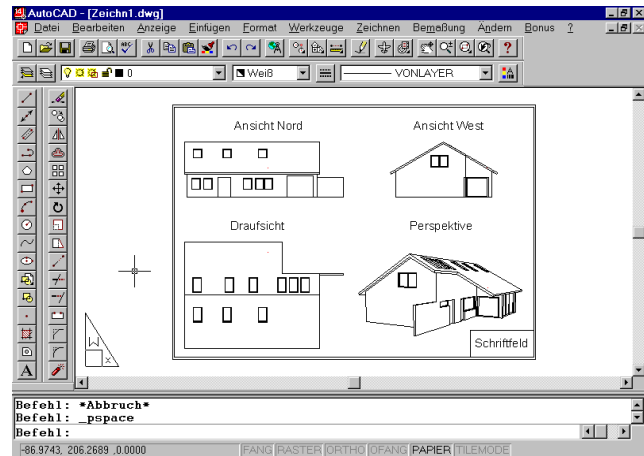 AutoCAD - [Zeichn1.dwg]
Datei Bearbeiten Anzeige Einfügen Format Werkzeuge Zeichnen Bemaßung Ändern Bonus ?
0 Weiß VONLAYER
Ansicht Nord Ansicht West
Draufsicht Perspektive
Schriftfeld
W
X
A
Befehl: *Abbruch*
Befehl: _pspace
Befehl:
-86.9743, 206.2689 ,0.0000 FANG RASTER ORTHO OFANG PAPIER TILEMODE